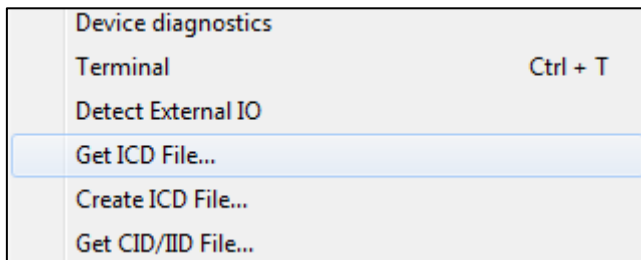 Device diagnostics
Terminal Ctrl + T
Detect External IO
Get ICD File...
Create ICD File...
Get CID/IID File...